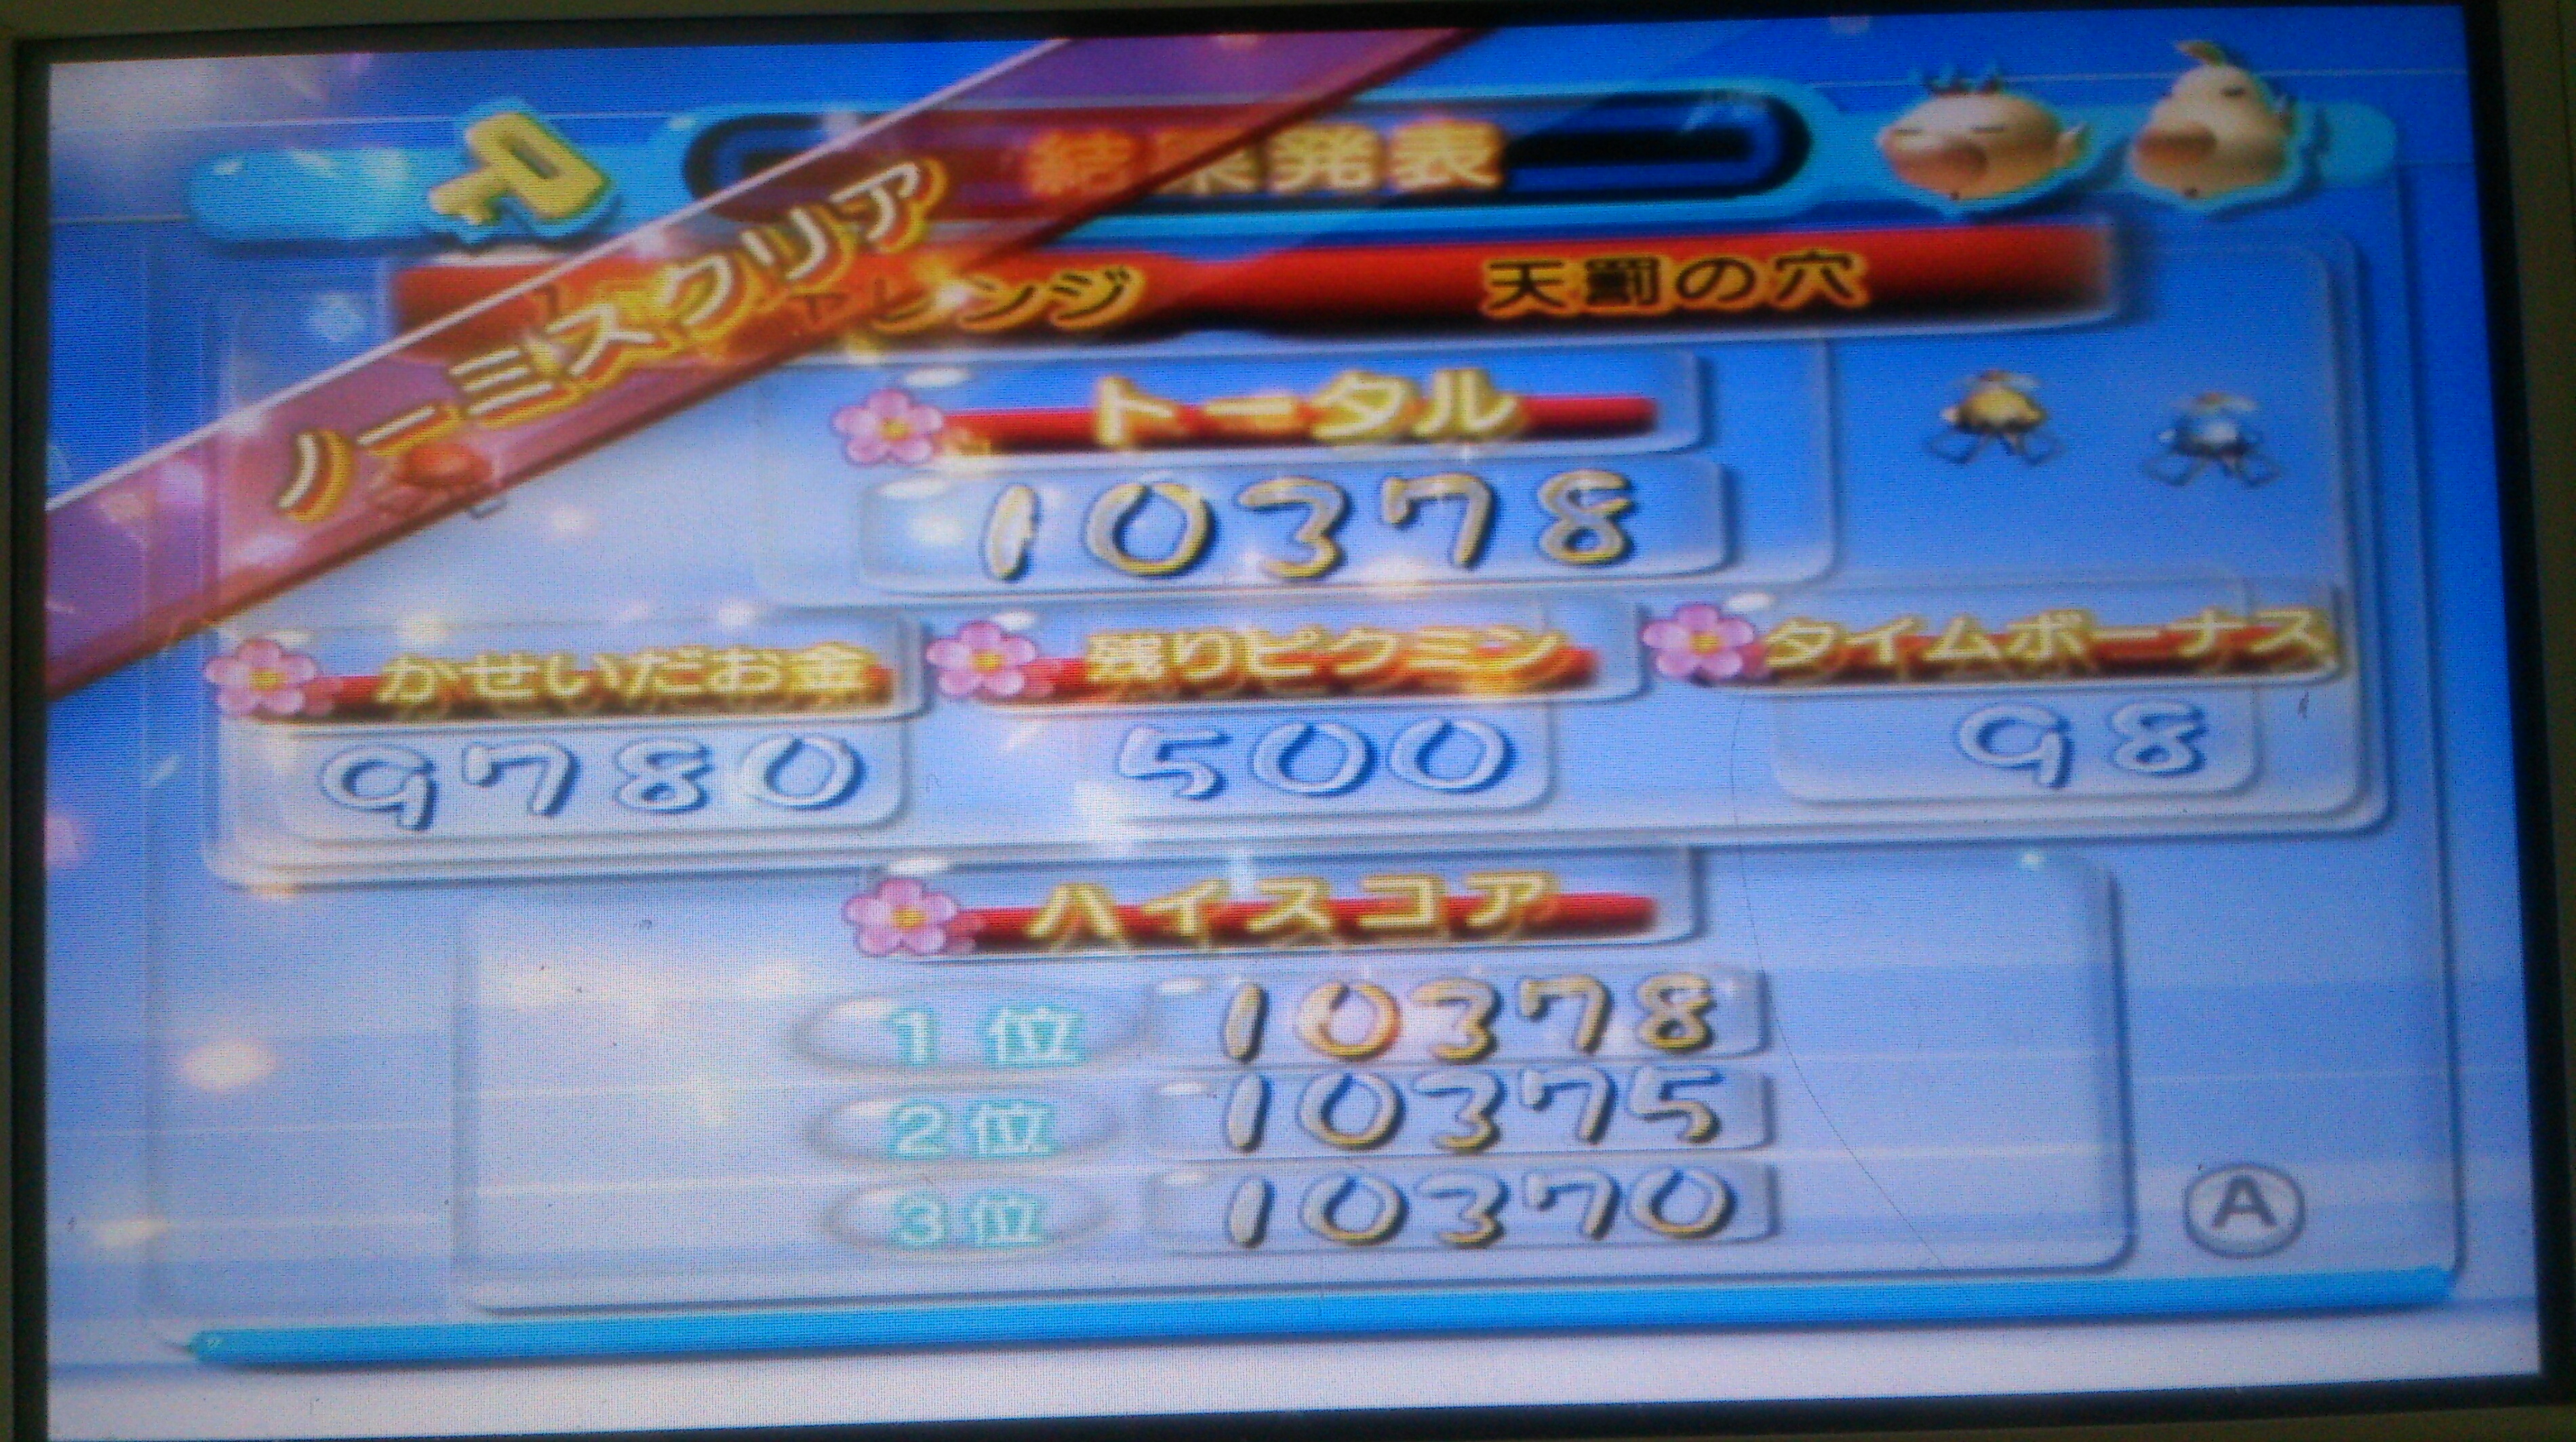 結果発表
ノーミスクリア
ャレンジ 天罰の穴
トータル
10378
かせいだお金 残りピクミン タイムボーナス
9780 500 98
ハイスコア
1位 10378
2位 10375
3位 10370
A